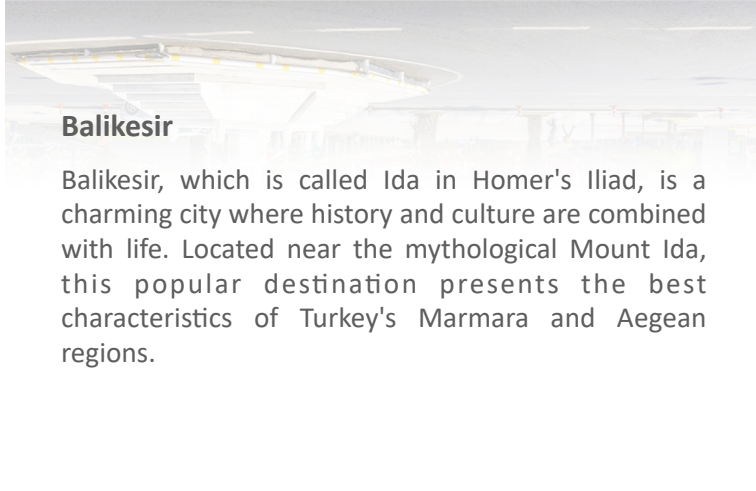 Balikesir
Balikesir, which is called Ida in Homer's Iliad, is a
charming city where history and culture are combined
with life. Located near the mythological Mount Ida,
this popular destination presents the best
characteristics of Turkey's Marmara and Aegean
regions.